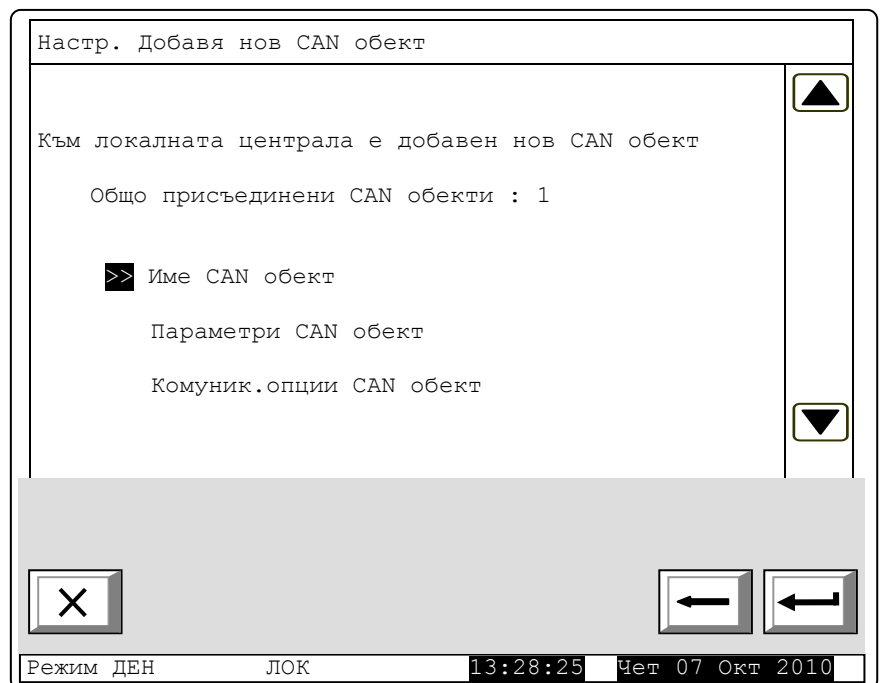 Настр. Добавя нов CAN обект
Към локалната централа е добавен нов CAN обект
Общо присъединени CAN обекти : 1
>> Име CAN обект
Параметри CAN обект
Комуник.опции CAN обект
Режим ДЕН ЛОК 13:28:25 Чет 07 Окт 2010